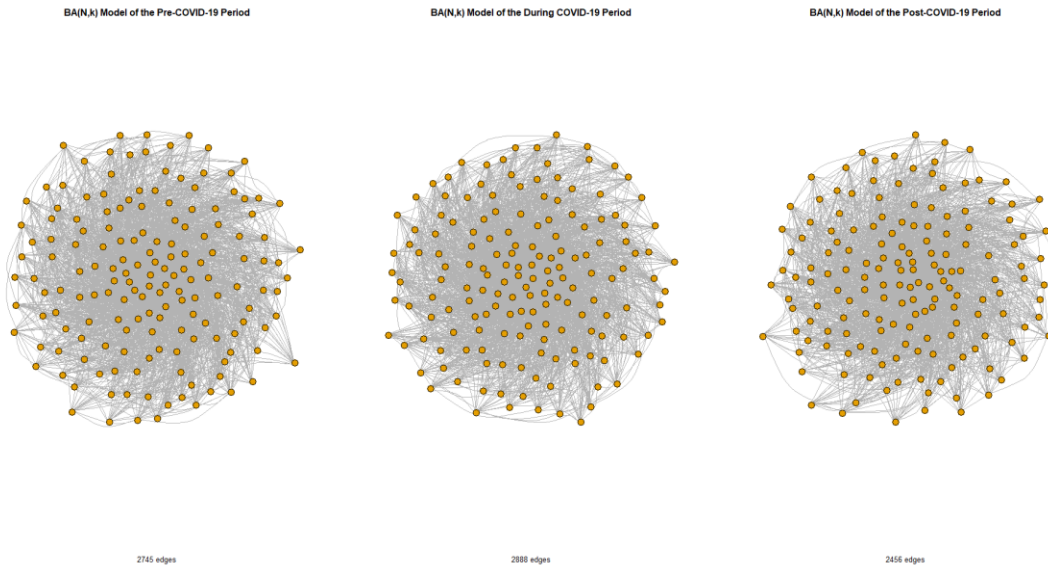 BA(N,k) Model of the Pre-COVID-19 Period
BA(N,k) Model of the During COVID-19 Period
BA(N,k) Model of the Post-COVID-19 Period
2745 edges
2888 edges
2456 edges